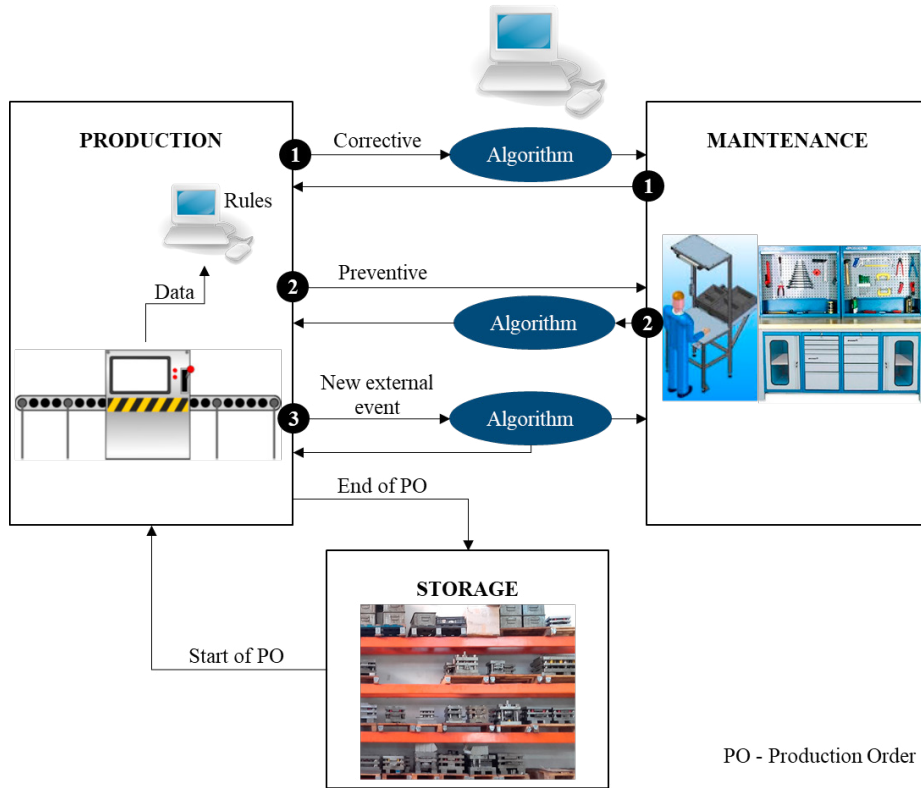 PRODUCTION
MAINTENANCE
1
Corrective
Algorithm
1
Rules
2
Preventive
Data
Algorithm
2
New external
event
3
Algorithm
End of PO
STORAGE
Start of PO
PO - Production Order